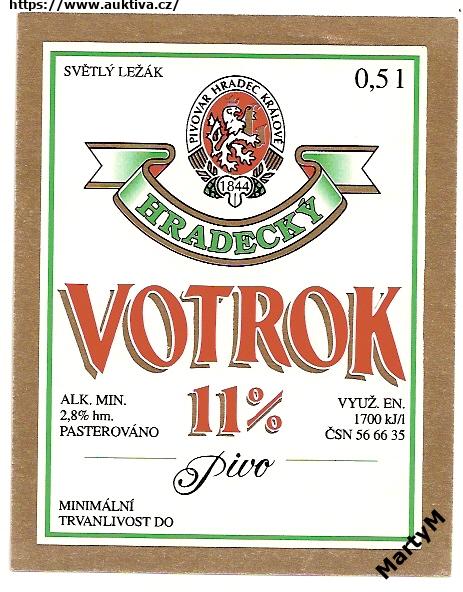 https://www.auktiva.cz/
SVĚTLÝ LEŽÁK
0,5 l
PIVOVAR HRADEC KRÁLOVÉ
1844
HRADECKÝ
VOTROK
11%
ALK. MIN.
2,8% hm.
PASTEROVÁNO
VYUŽ. EN.
1700 kJ/l
ČSN 56 66 35
Pivo
MINIMÁLNÍ
TRVANLIVOST DO
MartyM